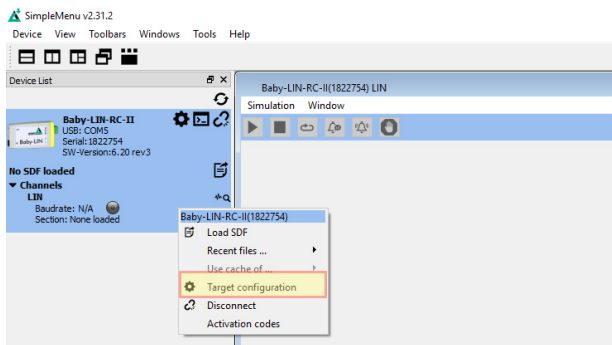 SimpleMenu v2.31.2
Device View Toolbars Windows Tools Help
Device List
Baby-LIN-RC-II(1822754) LIN
Simulation Window
Baby-LIN-RC-II
USB: COM5
Serial: 1822754
SW-Version: 6.20 rev3
Baby-LIN
No SDF loaded
Channels
LIN
Baudrate: N/A
Section: None loaded
Baby-LIN-RC-II(1822754)
Load SDF
Recent files ...
Use cache of ...
Target configuration
Disconnect
Activation codes